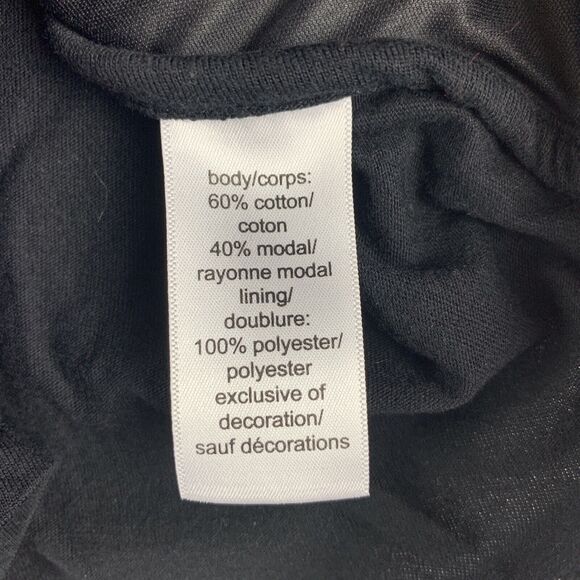 body/corps:
60% cotton/
coton
40% modal/
rayonne modal
lining/
doublure:
100% polyester/
polyester
exclusive of
decoration/
sauf décorations